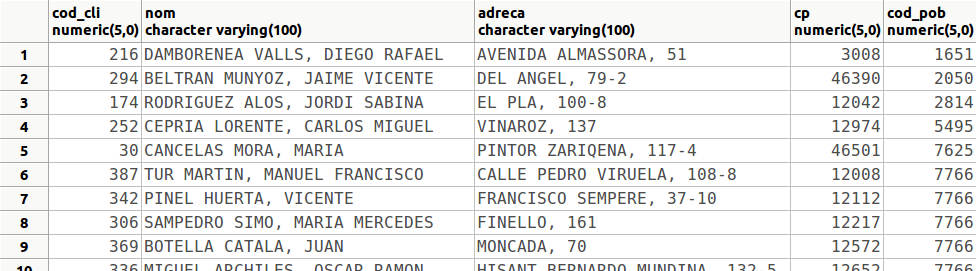 cod_cli nom adreca cp cod_pob
numeric(5,0) character varying(100) character varying(100) numeric(5,0) numeric(5,0)
1 216 DAMBORENEA VALLS, DIEGO RAFAEL AVENIDA ALMASSORA, 51 3008 1651
2 294 BELTRAN MUNYOZ, JAIME VICENTE DEL ANGEL, 79-2 46390 2050
3 174 RODRIGUEZ ALOS, JORDI SABINA EL PLA, 100-8 12042 2814
4 252 CEPRIA LORENTE, CARLOS MIGUEL VINAROZ, 137 12974 5495
5 30 CANCELAS MORA, MARIA PINTOR ZARIQENA, 117-4 46501 7625
6 387 TUR MARTIN, MANUEL FRANCISCO CALLE PEDRO VIRUELA, 108-8 12008 7766
7 342 PINEL HUERTA, VICENTE FRANCISCO SEMPERE, 37-10 12112 7766
8 306 SAMPEDRO SIMO, MARIA MERCEDES FINELLO, 161 12217 7766
9 369 BOTELLA CATALA, JUAN MONCADA, 70 12572 7766
10 336 MIGUEL ARCHILES, OSCAR RAMON HISANT BERNARDO MUNDINA, 132-5 12652 7766